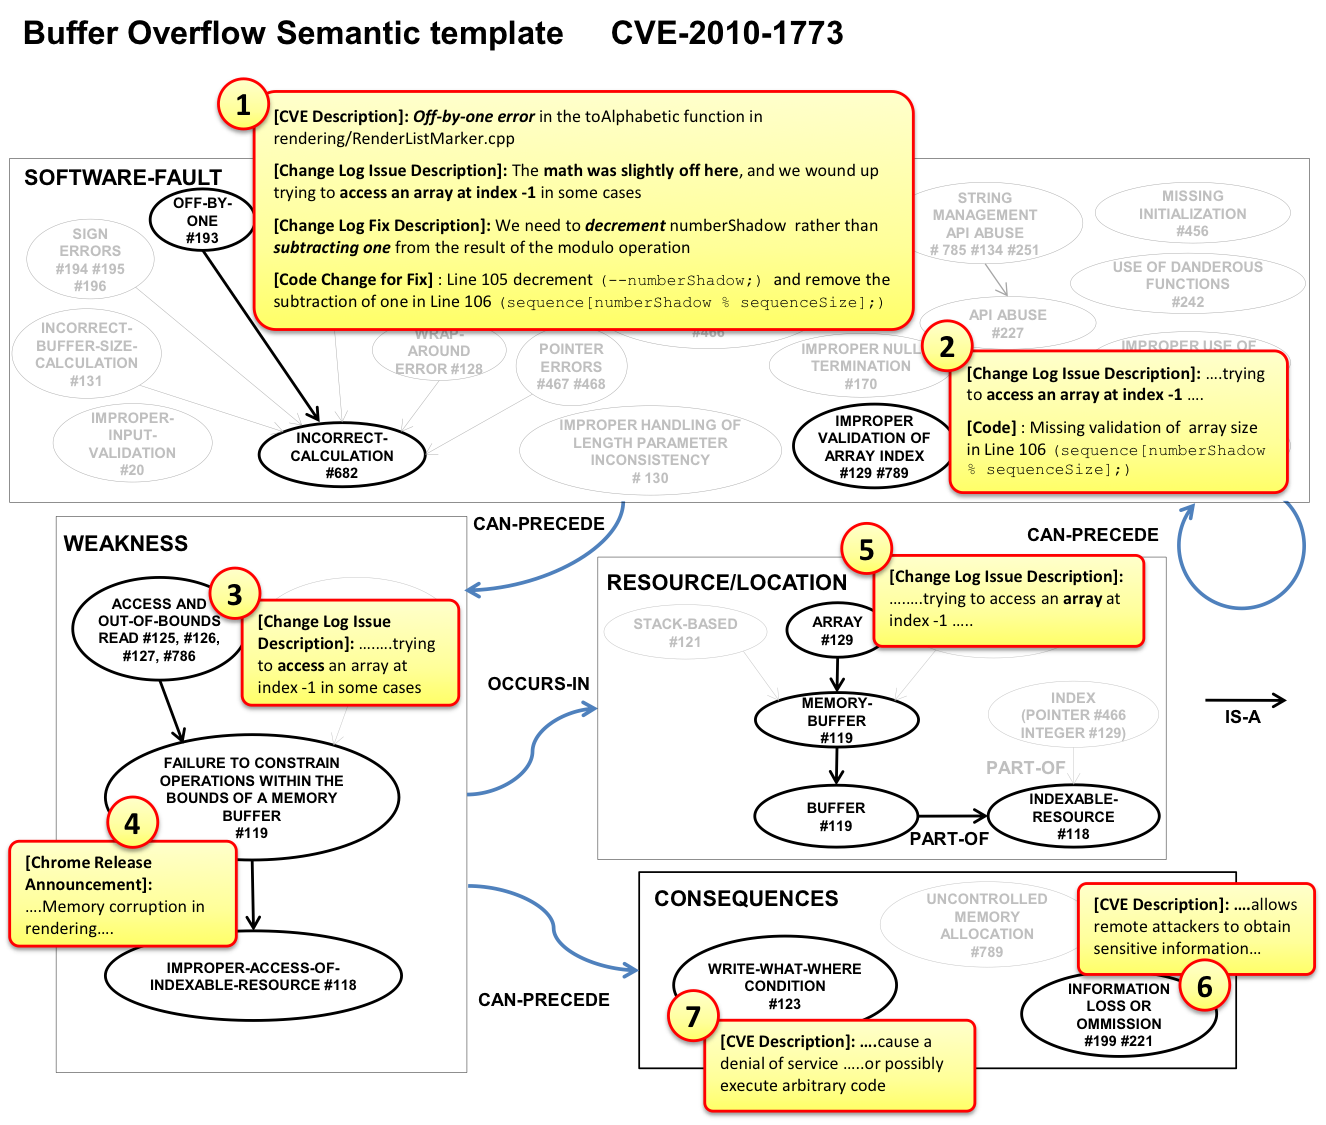 Buffer Overflow Semantic template CVE-2010-1773
1
[CVE Description]: Off-by-one error in the toAlphabetic function in
rendering/RenderListMarker.cpp
[Change Log Issue Description]: The math was slightly off here, and we wound up
trying to access an array at index -1 in some cases
[Change Log Fix Description]: We need to decrement numberShadow rather than
subtracting one from the result of the modulo operation
[Code Change for Fix] : Line 105 decrement (--numberShadow;) and remove the
subtraction of one in Line 106 (sequence[numberShadow % sequenceSize];)
SOFTWARE-FAULT
OFF-BY-
ONE
#193
SIGN
ERRORS
#194 #195
#196
STRING
MANAGEMENT
API ABUSE
# 785 #134 #251
MISSING
INITIALIZATION
#456
USE OF DANDEROUS
FUNCTIONS
#242
API ABUSE
#227
INCORRECT-
BUFFER-SIZE-
CALCULATION
#131
WRAP-
AROUND
ERROR #128
POINTER
ERRORS
#467 #468
#466
IMPROPER NULL
TERMINATION
#170
IMPROPER USE OF
2
[Change Log Issue Description]: ....trying
to access an array at index -1 ....
[Code] : Missing validation of array size
in Line 106 (sequence[numberShadow
% sequenceSize];)
IMPROPER-
INPUT-
VALIDATION
#20
INCORRECT-
CALCULATION
#682
IMPROPER HANDLING OF
LENGTH PARAMETER
INCONSISTENCY
# 130
IMPROPER
VALIDATION OF
ARRAY INDEX
#129 #789
CAN-PRECEDE
CAN-PRECEDE
WEAKNESS
ACCESS AND
OUT-OF-BOUNDS
READ #125, #126,
#127, #786
3
[Change Log Issue
Description]: ........trying
to access an array at
index -1 in some cases
FAILURE TO CONSTRAIN
OPERATIONS WITHIN THE
BOUNDS OF A MEMORY
BUFFER
#119
4
[Chrome Release
Announcement]:
....Memory corruption in
rendering....
IMPROPER-ACCESS-OF-
INDEXABLE-RESOURCE #118
OCCURS-IN
RESOURCE/LOCATION
5
[Change Log Issue Description]:
........trying to access an array at
index -1 .....
STACK-BASED
#121
ARRAY
#129
MEMORY-
BUFFER
#119
INDEX
(POINTER #466
INTEGER #129)
PART-OF
BUFFER
#119
PART-OF
INDEXABLE-
RESOURCE
#118
IS-A
CAN-PRECEDE
CONSEQUENCES
UNCONTROLLED
MEMORY
ALLOCATION
#789
[CVE Description]: ....allows
remote attackers to obtain
sensitive information...
6
WRITE-WHAT-WHERE
CONDITION
#123
INFORMATION
LOSS OR
OMMISSION
#199 #221
7
[CVE Description]: ....cause a
denial of service .....or possibly
execute arbitrary code